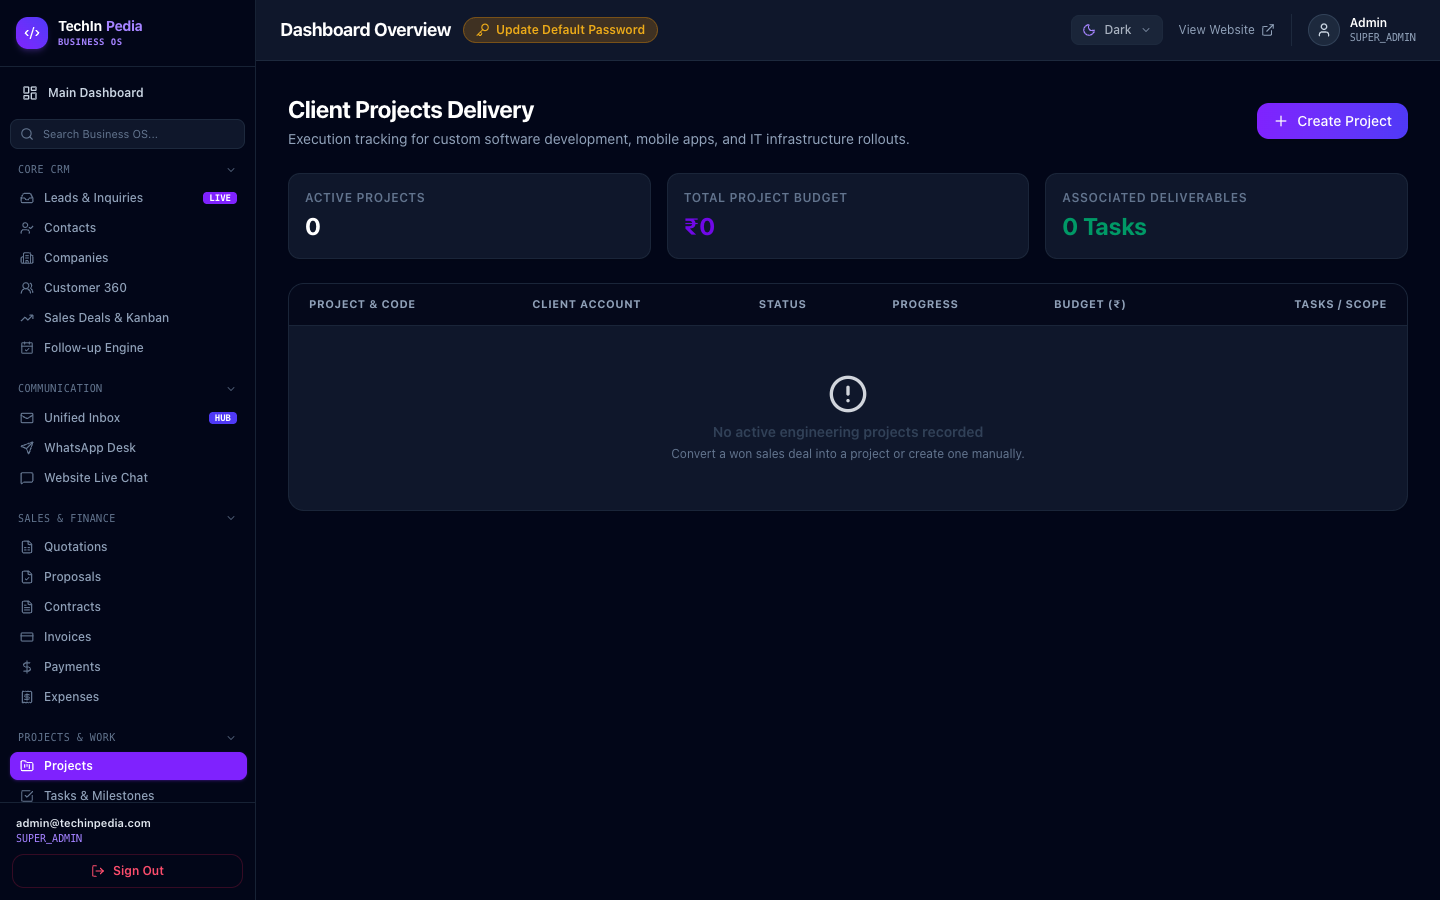 TechIn Pedia
BUSINESS OS
Main Dashboard
Search Business OS...
CORE CRM
Leads & Inquiries LIVE
Contacts
Companies
Customer 360
Sales Deals & Kanban
Follow-up Engine
COMMUNICATION
Unified Inbox HUB
WhatsApp Desk
Website Live Chat
SALES & FINANCE
Quotations
Proposals
Contracts
Invoices
Payments
Expenses
PROJECTS & WORK
Projects
Tasks & Milestones
admin@techinpedia.com
SUPER_ADMIN
Sign Out
Dashboard Overview Update Default Password Dark View Website Admin
SUPER_ADMIN
Client Projects Delivery
Execution tracking for custom software development, mobile apps, and IT infrastructure rollouts.
Create Project
ACTIVE PROJECTS
0
TOTAL PROJECT BUDGET
₹0
ASSOCIATED DELIVERABLES
0 Tasks
PROJECT & CODE CLIENT ACCOUNT STATUS PROGRESS BUDGET (₹) TASKS / SCOPE
No active engineering projects recorded
Convert a won sales deal into a project or create one manually.